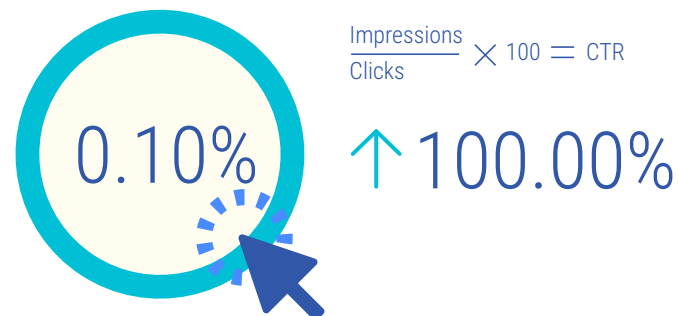 0.10%
Impressions
Clicks
× 100 = CTR
↑ 100.00%